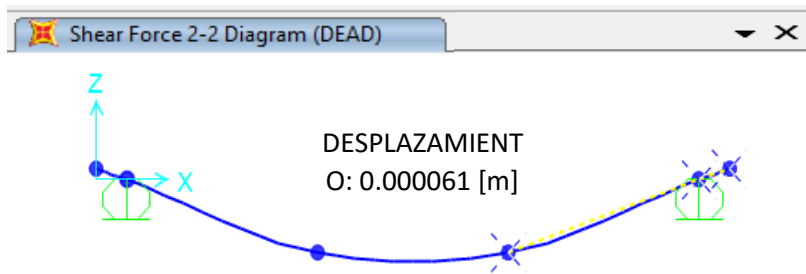 Shear Force 2-2 Diagram (DEAD)
Z
DESPLAZAMIENT
X
O: 0.000061 [m]